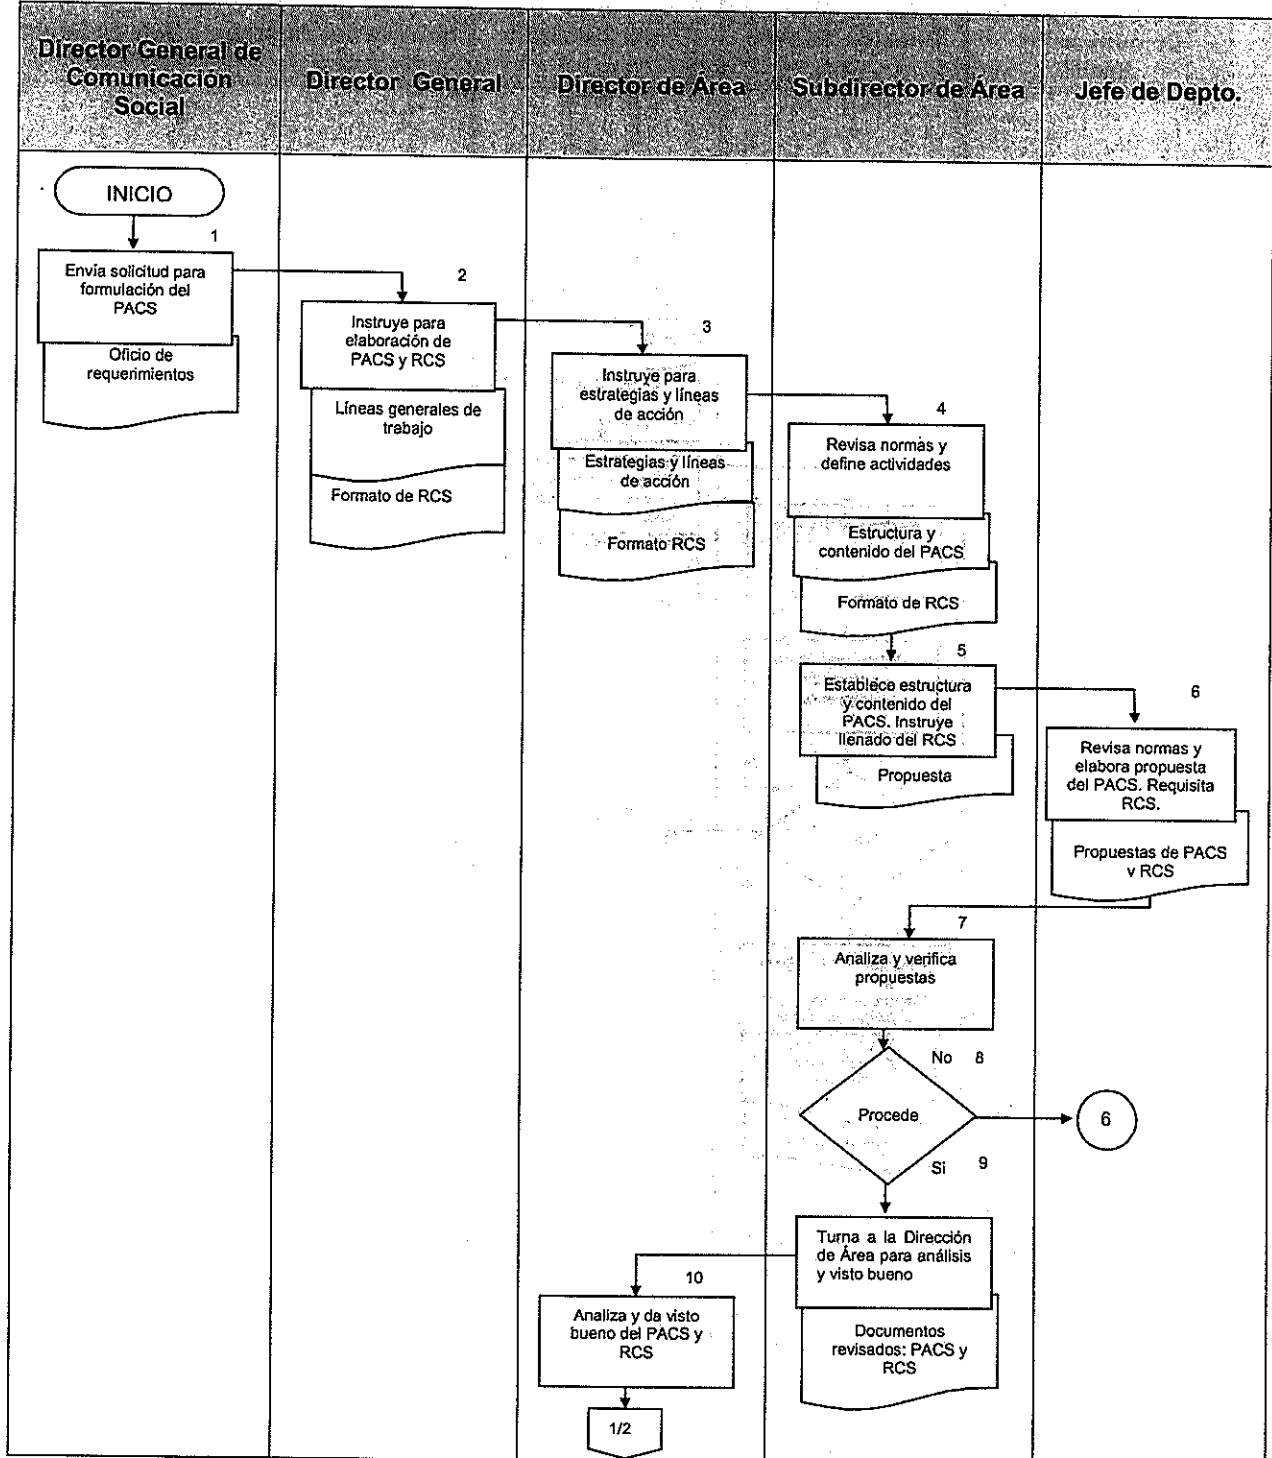 Director General de
Comunicación
Social
Director General
Director de Área
Subdirector de Área
Jefe de Depto.
INICIO
1
Envía solicitud para
formulación del
PACS
Oficio de
requerimientos
2
Instruye para
elaboración de
PACS y RCS
Líneas generales de
trabajo
Formato de RCS
3
Instruye para
estrategias y líneas
de acción
Estrategias y líneas
de acción
Formato RCS
4
Revisa normas y
define actividades
Estructura y
contenido del PACS
Formato de RCS
5
Establece estructura
y contenido del
PACS. Instruye
llenado del RCS
Propuesta
6
Revisa normas y
elabora propuesta
del PACS. Requisita
RCS.
Propuestas de PACS
y RCS
7
Analiza y verifica
propuestas
No 8
Procede
6
Si 9
Turna a la Dirección
de Área para análisis
y visto bueno
Documentos
revisados: PACS y
RCS
10
Analiza y da visto
bueno del PACS y
RCS
1/2